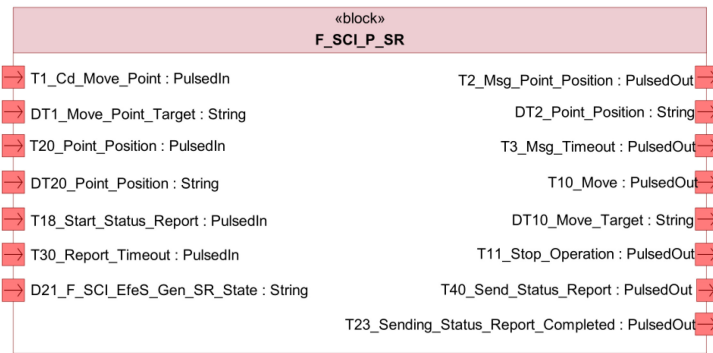 «block»
F_SCI_P_SR
T1_Cd_Move_Point : PulsedIn
DT1_Move_Point_Target : String
T20_Point_Position : PulsedIn
DT20_Point_Position : String
T18_Start_Status_Report : PulsedIn
T30_Report_Timeout : PulsedIn
D21_F_SCI_EfeS_Gen_SR_State : String
T2_Msg_Point_Position : PulsedOut
DT2_Point_Position : String
T3_Msg_Timeout : PulsedOut
T10_Move : PulsedOut
DT10_Move_Target : String
T11_Stop_Operation : PulsedOut
T40_Send_Status_Report : PulsedOut
T23_Sending_Status_Report_Completed : PulsedOut